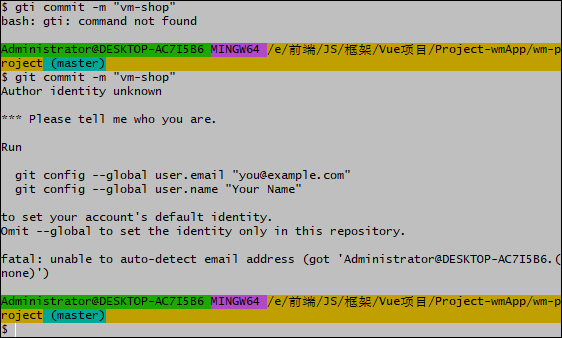 $ gti commit -m "vm-shop"
bash: gti: command not found
Administrator@DESKTOP-AC7I5B6 MINGW64 /e/前端/JS/框架/Vue项目/Project-wmApp/wm-p
roject (master)
$ git commit -m "vm-shop"
Author identity unknown
*** Please tell me who you are.
Run
git config --global user.email "you@example.com"
git config --global user.name "Your Name"
to set your account's default identity.
Omit --global to set the identity only in this repository.
fatal: unable to auto-detect email address (got 'Administrator@DESKTOP-AC7I5B6.(
none)')
Administrator@DESKTOP-AC7I5B6 MINGW64 /e/前端/JS/框架/Vue项目/Project-wmApp/wm-p
roject (master)
$